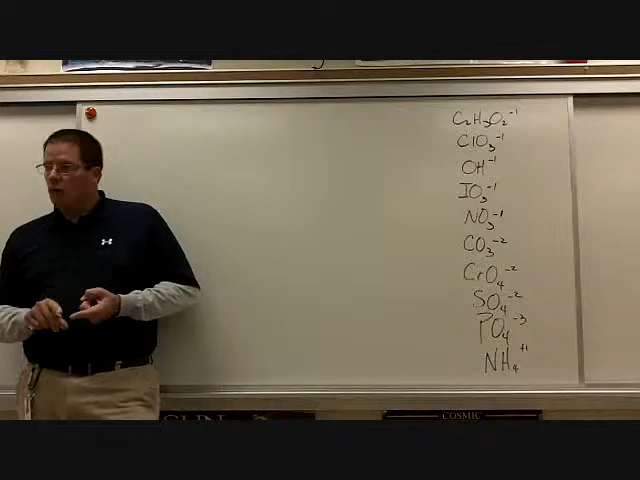 C₂H₃O₂⁻¹
ClO₃⁻¹
OH⁻¹
IO₃⁻¹
NO₃⁻¹
CO₃⁻²
CrO₄⁻²
SO₄⁻²
PO₄⁻³
NH₄⁺¹
COSMIC